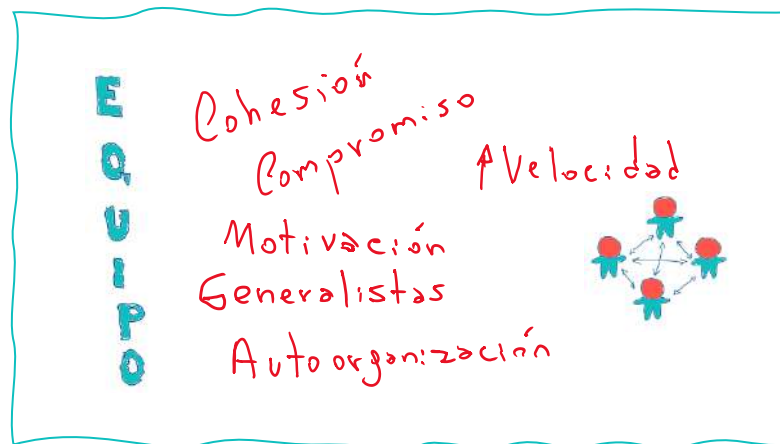 EQUIPO
Cohesión
Compromiso
↑Velocidad
Motivación
Generalistas
Autoorganización